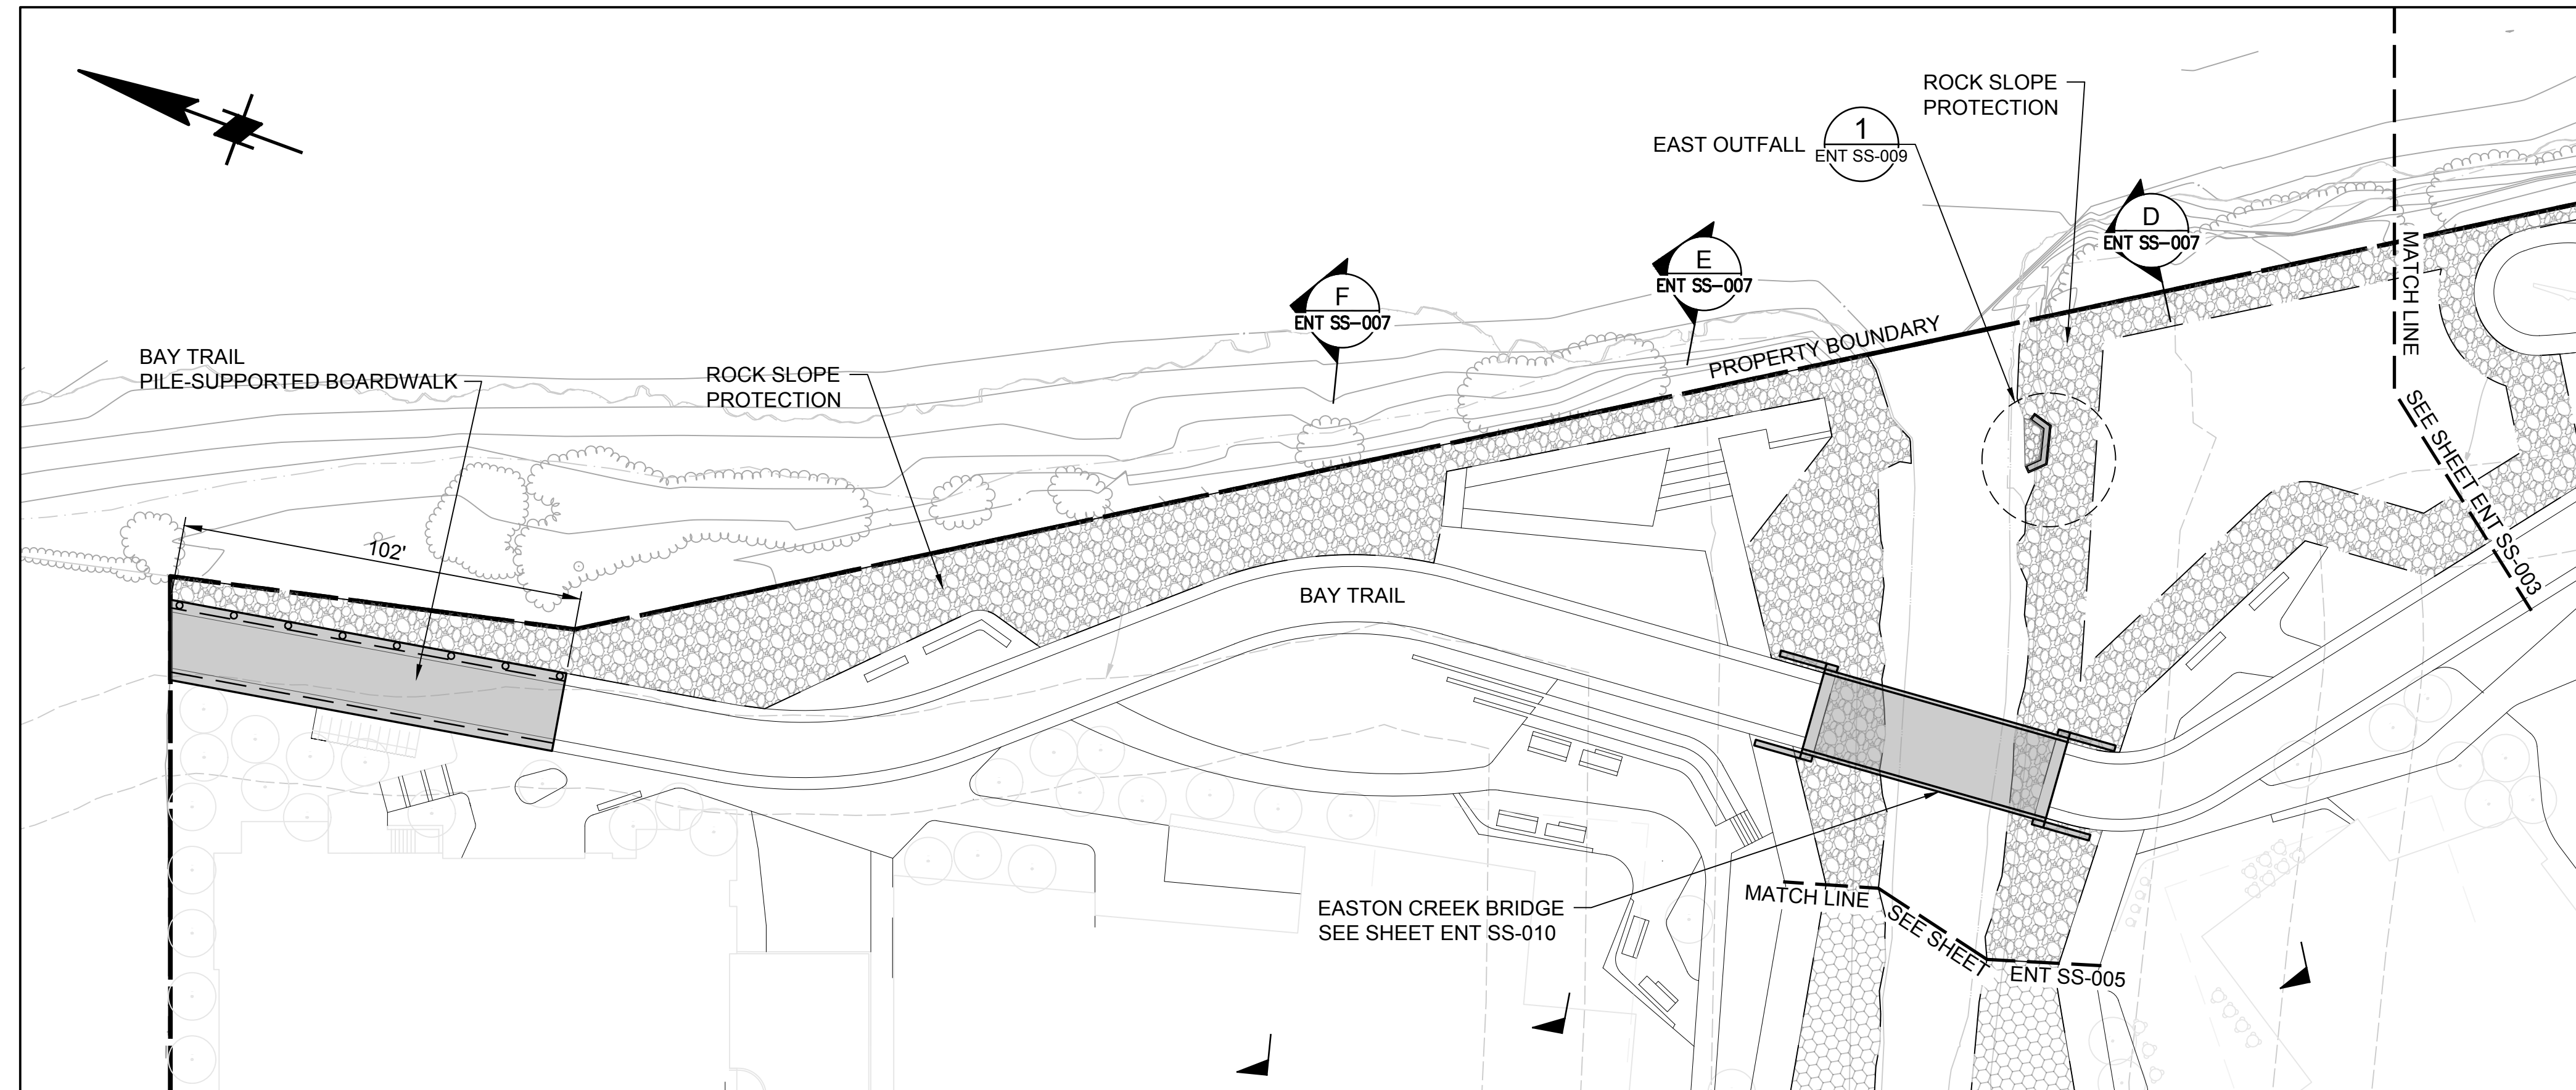 ROCK SLOPE
PROTECTION
EAST OUTFALL
1
ENT SS-009
D
ENT SS-007
E
ENT SS-007
F
ENT SS-007
MATCH LINE
SEE SHEET ENT SS-003
PROPERTY BOUNDARY
BAY TRAIL
PILE-SUPPORTED BOARDWALK
ROCK SLOPE
PROTECTION
102'
BAY TRAIL
EASTON CREEK BRIDGE
SEE SHEET ENT SS-010
MATCH LINE
SEE SHEET
ENT SS-005